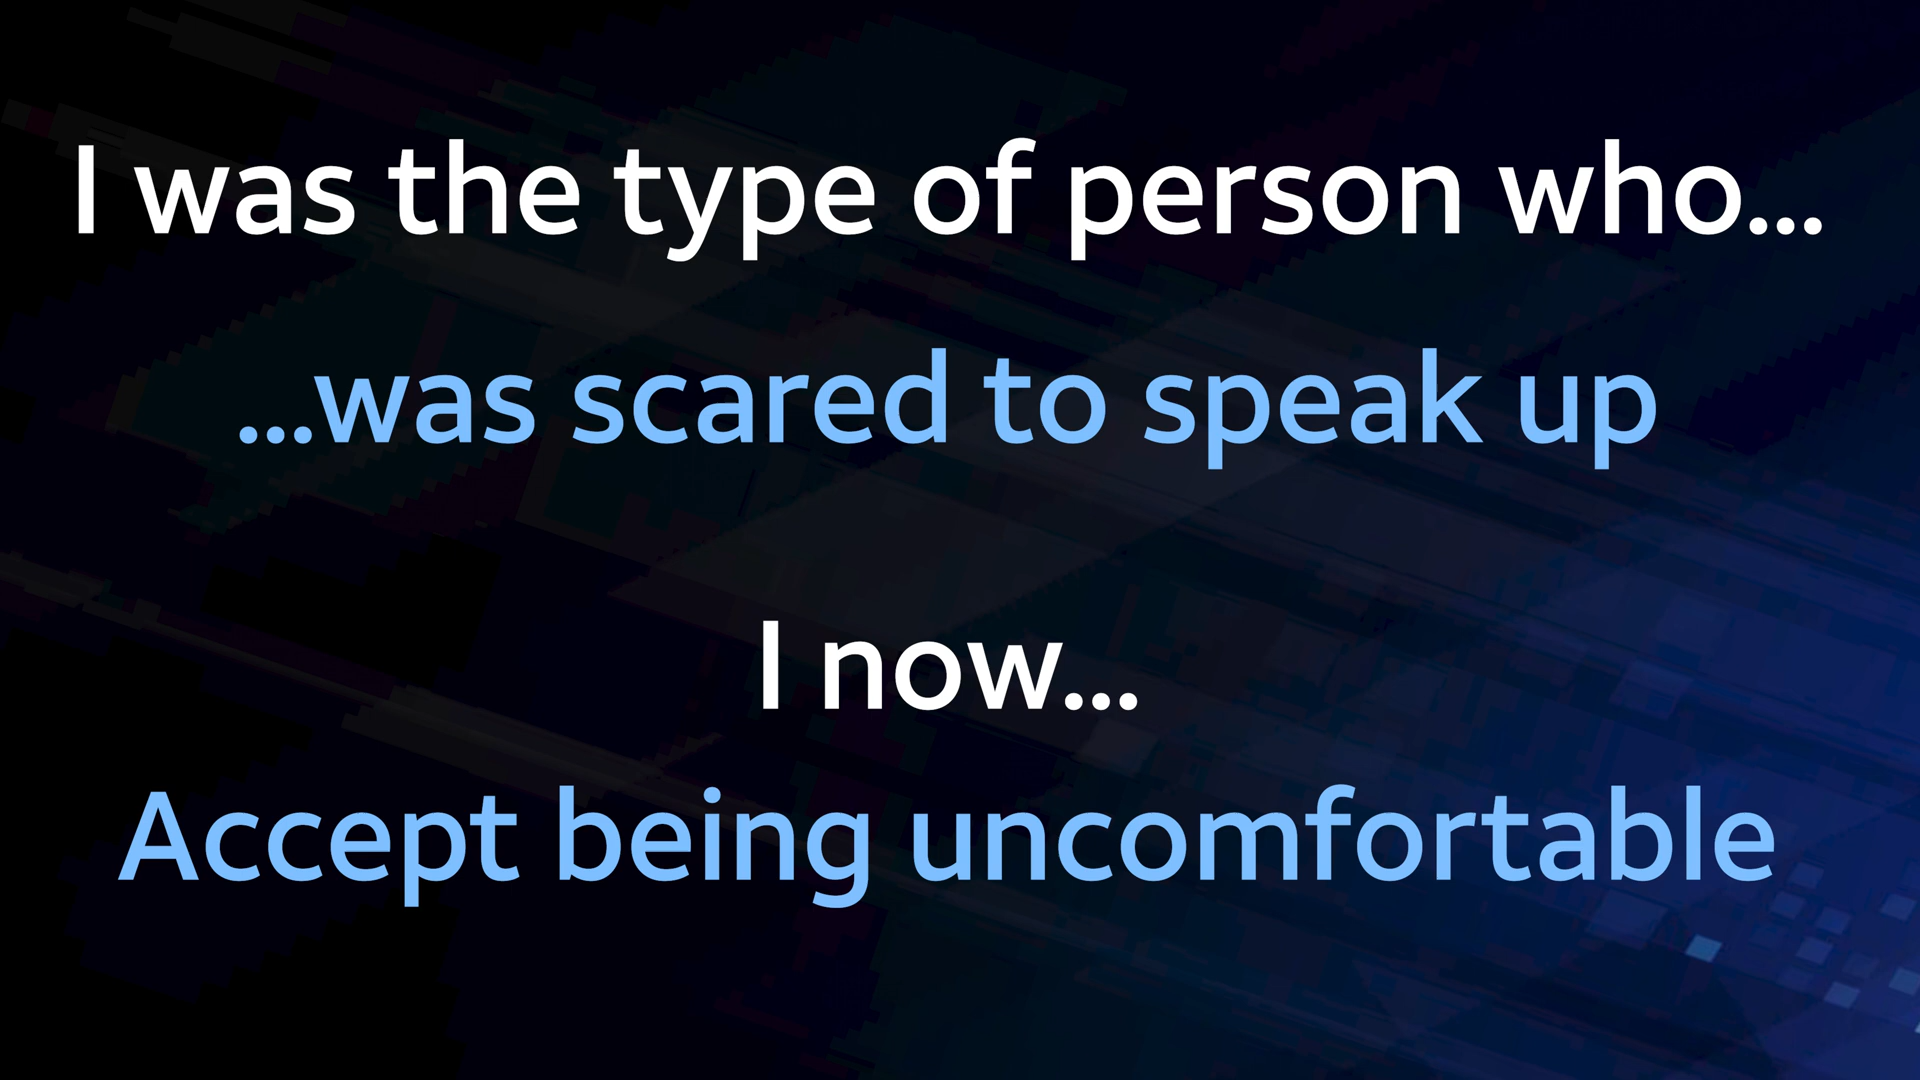 I was the type of person who...
...was scared to speak up
I now...
Accept being uncomfortable